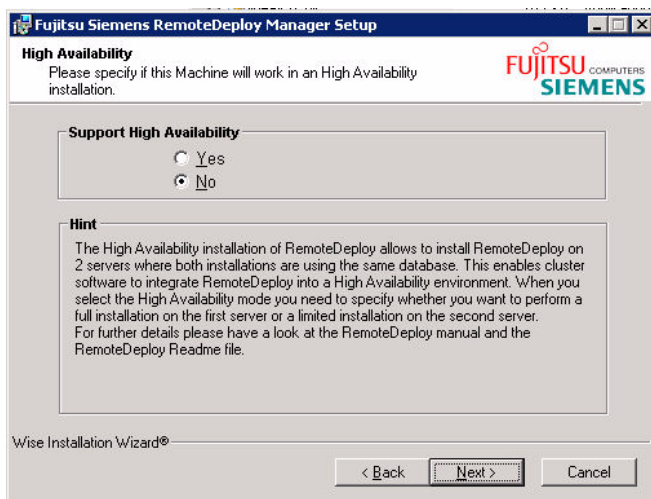 Fujitsu Siemens RemoteDeploy Manager Setup
High Availability
Please specify if this Machine will work in an High Availability
installation.
FUJITSU COMPUTERS
SIEMENS
Support High Availability
Yes
No
Hint
The High Availability installation of RemoteDeploy allows to install RemoteDeploy on
2 servers where both installations are using the same database. This enables cluster
software to integrate RemoteDeploy into a High Availability environment. When you
select the High Availability mode you need to specify whether you want to perform a
full installation on the first server or a limited installation on the second server.
For further details please have a look at the RemoteDeploy manual and the
RemoteDeploy Readme file.
Wise Installation Wizard®
< Back Next > Cancel